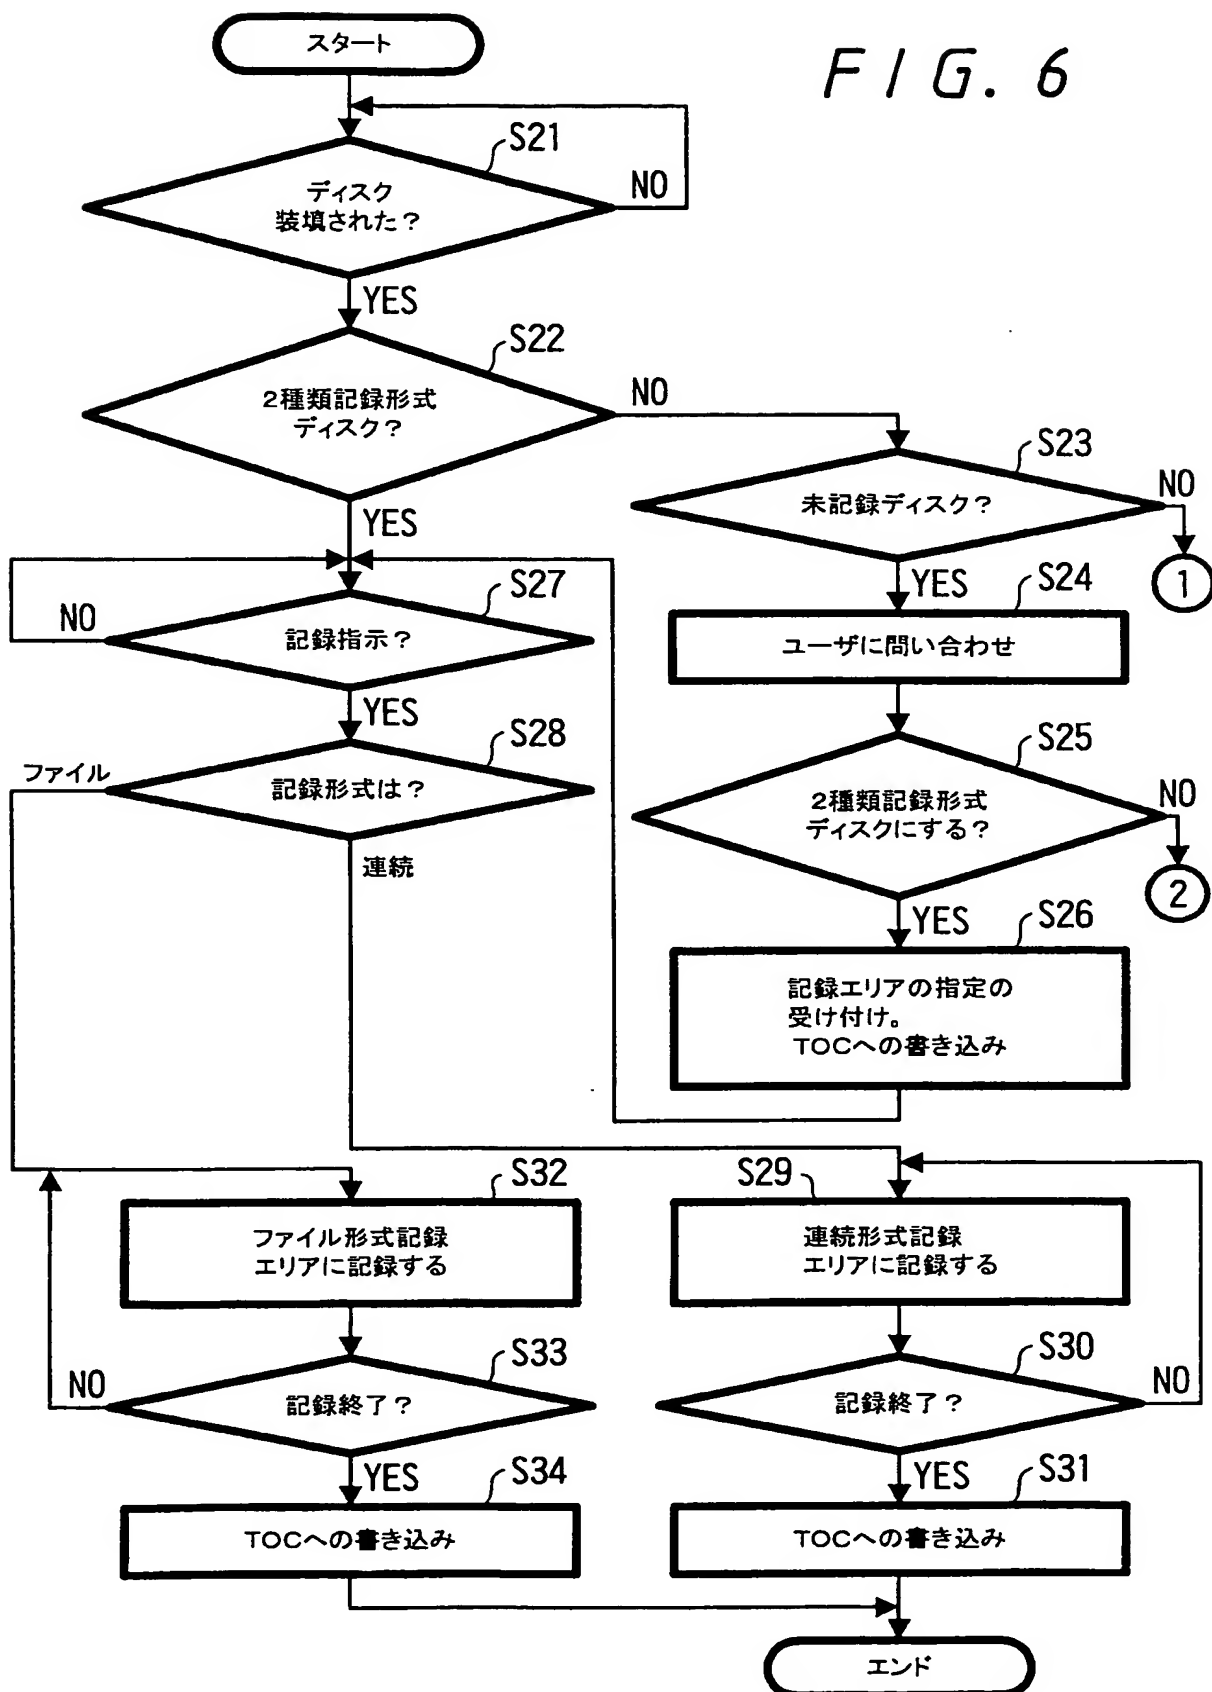 スタート
FIG. 6
S21
ディスク
装填された?
NO
YES
S22
2種類記録形式
ディスク?
NO
YES
S23
未記録ディスク?
NO
1
YES
S24
ユーザに問い合わせ
S25
2種類記録形式
ディスクにする?
NO
2
YES
S26
記録エリアの指定の
受け付け。
TOCへの書き込み
S27
記録指示?
NO
YES
S28
記録形式は?
ファイル
連続
S32
ファイル形式記録
エリアに記録する
S33
記録終了?
NO
YES
S34
TOCへの書き込み
S29
連続形式記録
エリアに記録する
S30
記録終了?
NO
YES
S31
TOCへの書き込み
エンド